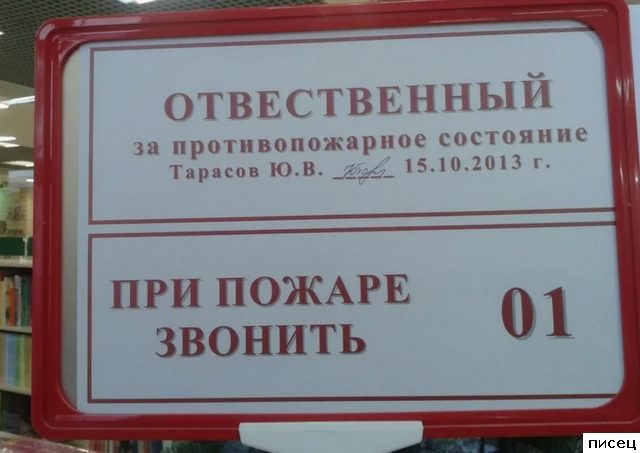 ОТВЕСТВЕННЫЙ
за противопожарное состояние
Тарасов Ю.В. 15.10.2013 г.
ПРИ ПОЖАРЕ
ЗВОНИТЬ
01
писец